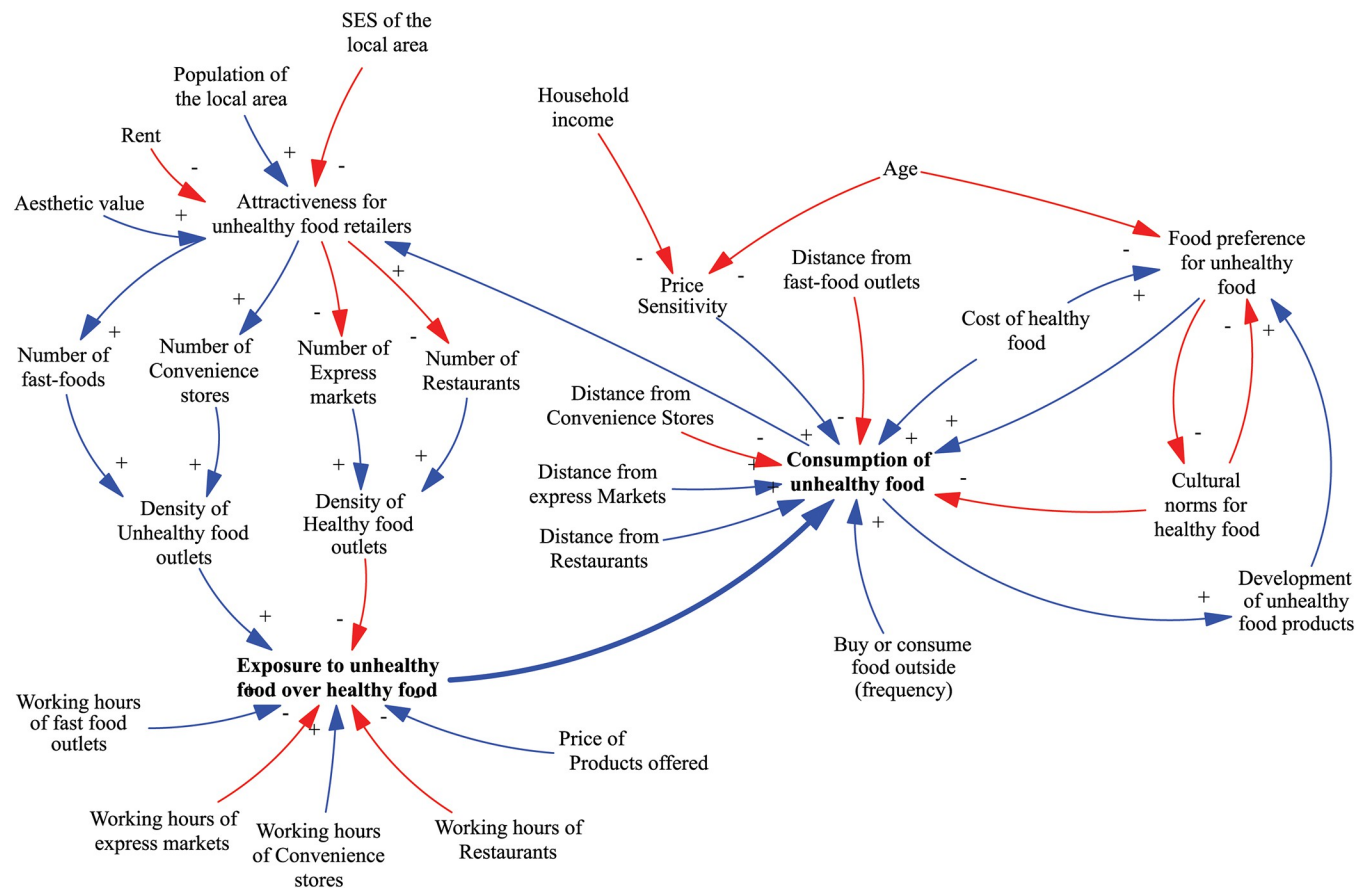 SES of the
local area
Population of
the local area
Rent
Aesthetic value
Attractiveness for
unhealthy food retailers
Household
income
Age
Price
Sensitivity
Distance from
fast-food outlets
Food preference
for unhealthy
food
Cost of healthy
food
Number of
fast-foods
Number of
Convenience
stores
Number of
Express
markets
Number of
Restaurants
Distance from
Convenience Stores
Distance from
express Markets
Distance from
Restaurants
Consumption of
unhealthy food
Cultural
norms for
healthy food
Density of
Unhealthy food
outlets
Density of
Healthy food
outlets
Development
of unhealthy
food products
Buy or consume
food outside
(frequency)
Exposure to unhealthy
food over healthy food
Working hours
of fast food
outlets
Price of
Products offered
Working hours of
express markets
Working hours
of Convenience
stores
Working hours of
Restaurants